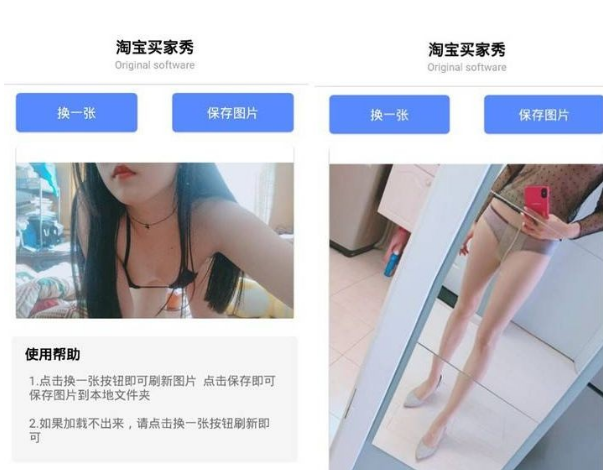 淘宝买家秀
Original software
换一张
保存图片
使用帮助
1.点击换一张按钮即可刷新图片 点击保存即可
保存图片到本地文件夹
2.如果加载不出来，请点击换一张按钮刷新即
可
淘宝买家秀
Original software
换一张
保存图片